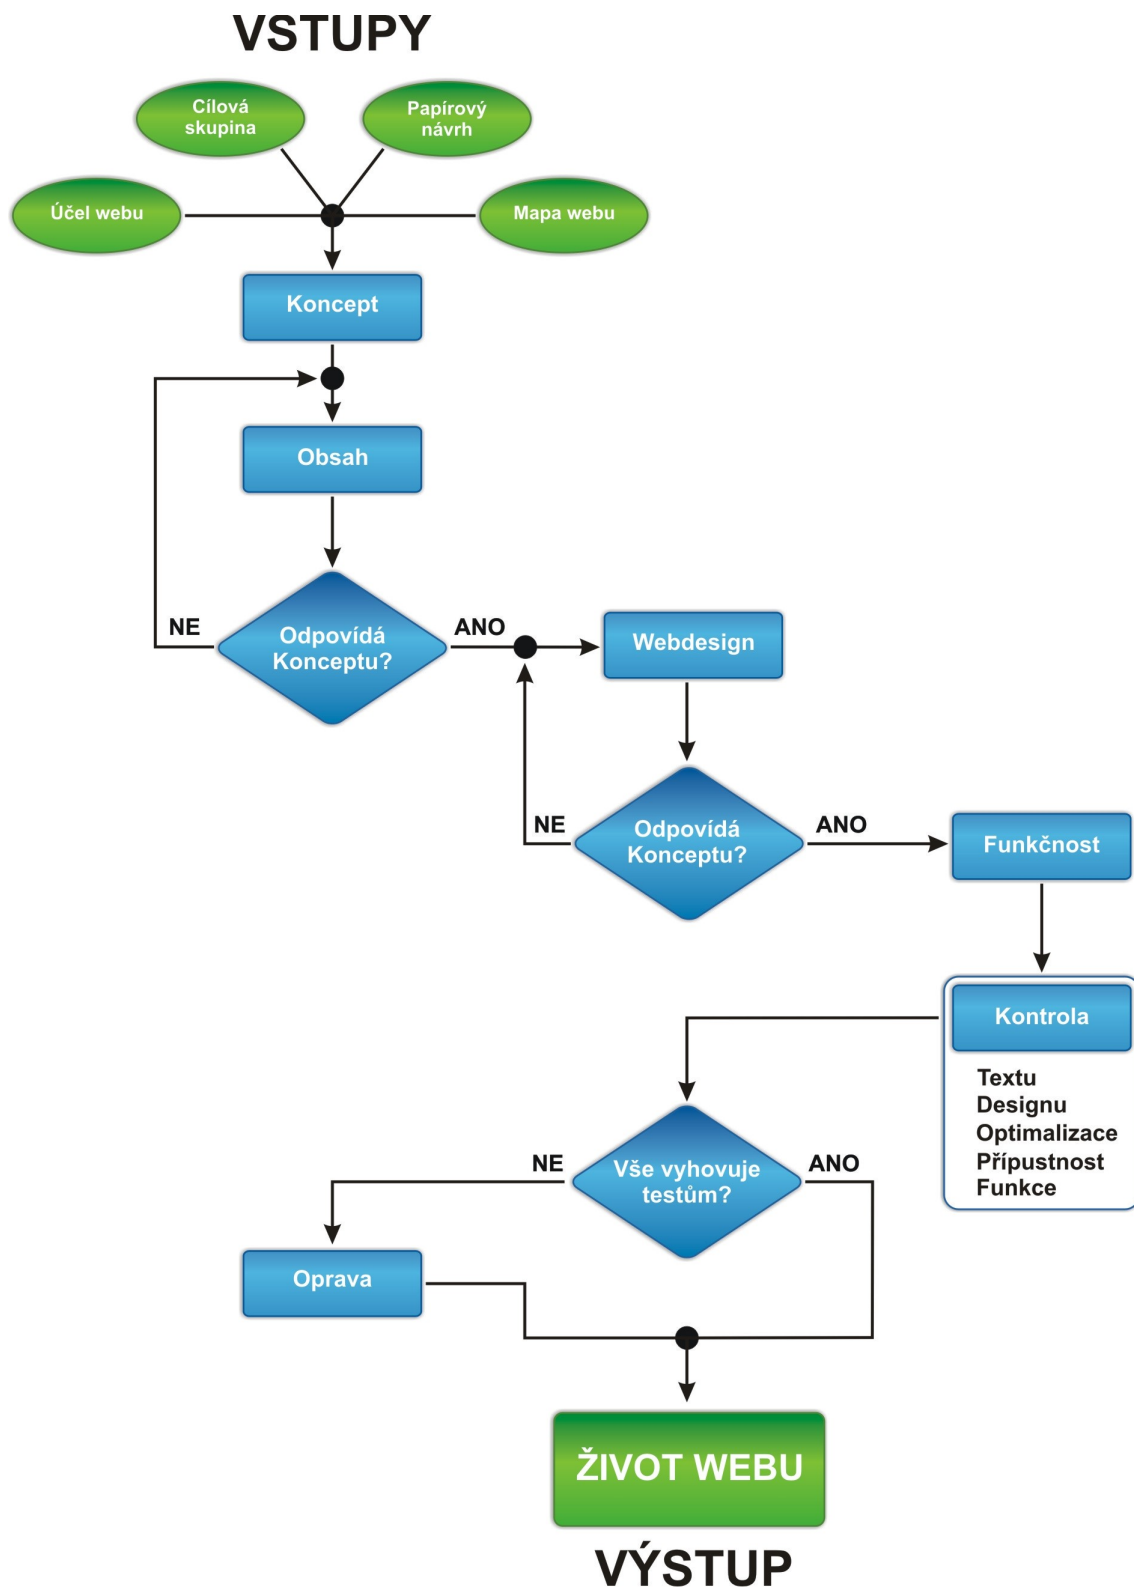 VSTUPY
Cílová
skupina
Papírový
návrh
Účel webu
Mapa webu
Koncept
Obsah
NE
Odpovídá
Konceptu?
ANO
Webdesign
NE
Odpovídá
Konceptu?
ANO
Funkčnost
Kontrola
Textu
Designu
Optimalizace
Přípustnost
Funkce
NE
Vše vyhovuje
testům?
ANO
Oprava
ŽIVOT WEBU
VÝSTUP